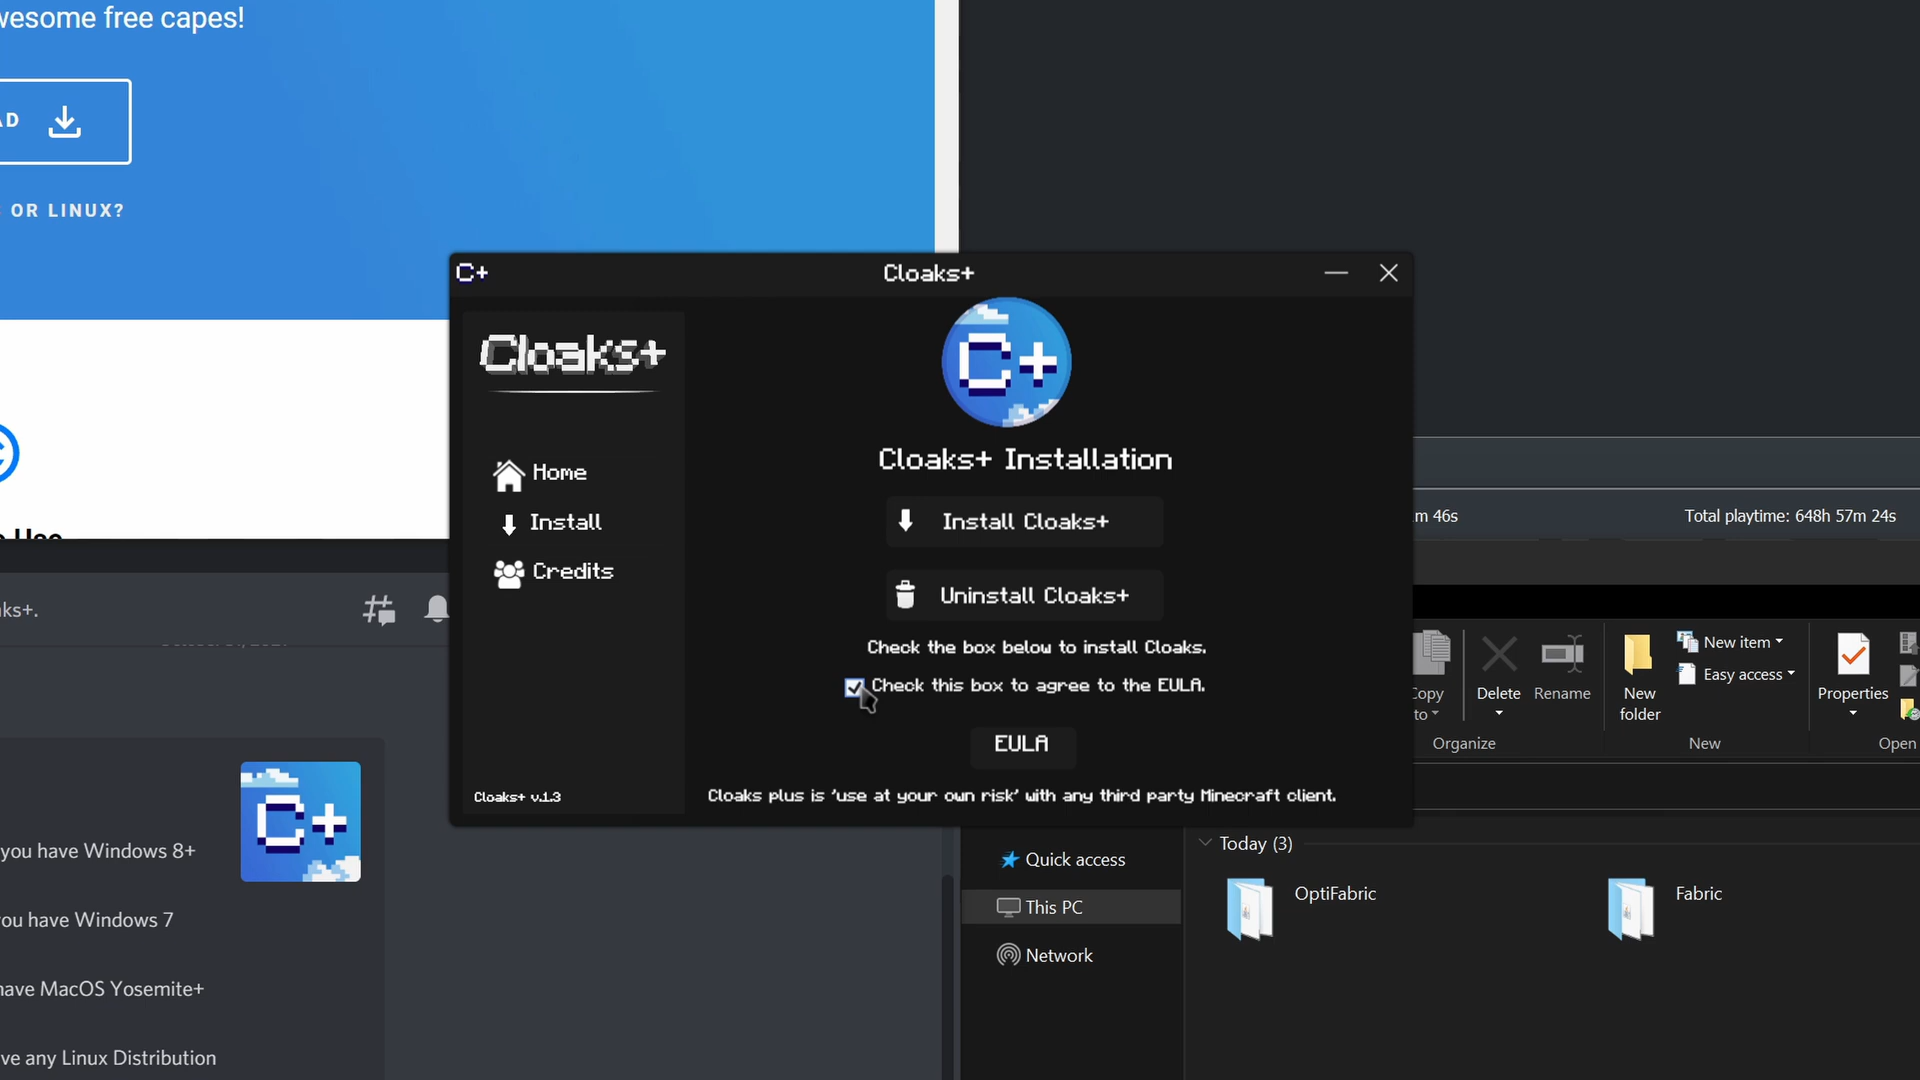 wesome free capes!
AD
OR LINUX?
C+
Cloaks+
Cloaks+
C+
Home
Install
Credits
Cloaks+ v.1.3
Cloaks+ Installation
Install Cloaks+
Uninstall Cloaks+
Check the box below to install Cloaks.
Check this box to agree to the EULA.
EULA
Cloaks plus is 'use at your own risk' with any third party Minecraft client.
m 46s
Total playtime: 648h 57m 24s
aks+.
C+
you have Windows 8+
ou have Windows 7
have MacOS Yosemite+
ve any Linux Distribution
Copy to
Delete
Rename
New folder
New item
Easy access
Properties
Organize
New
Open
Quick access
This PC
Network
Today (3)
OptiFabric
Fabric